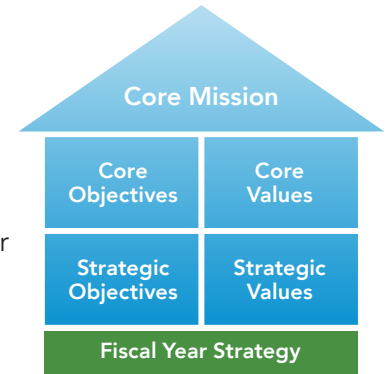 Core Mission
Core
Objectives
Core
Values
r
Strategic
Objectives
Strategic
Values
Fiscal Year Strategy